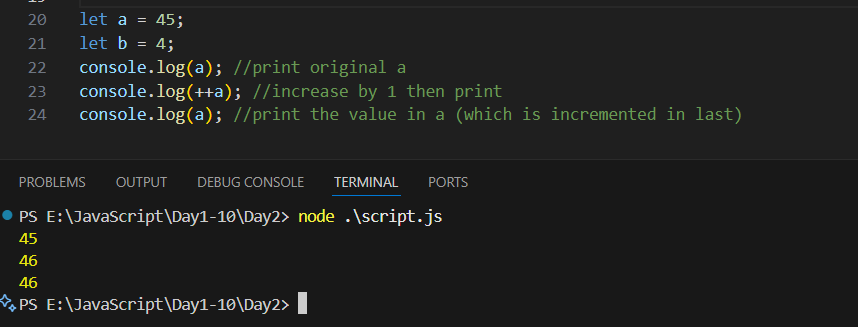 20 let a = 45;
21 let b = 4;
22 console.log(a); //print original a
23 console.log(++a); //increase by 1 then print
24 console.log(a); //print the value in a (which is incremented in last)
PROBLEMS OUTPUT DEBUG CONSOLE TERMINAL PORTS
PS E:\JavaScript\Day1-10\Day2> node .\script.js
45
46
46
PS E:\JavaScript\Day1-10\Day2>